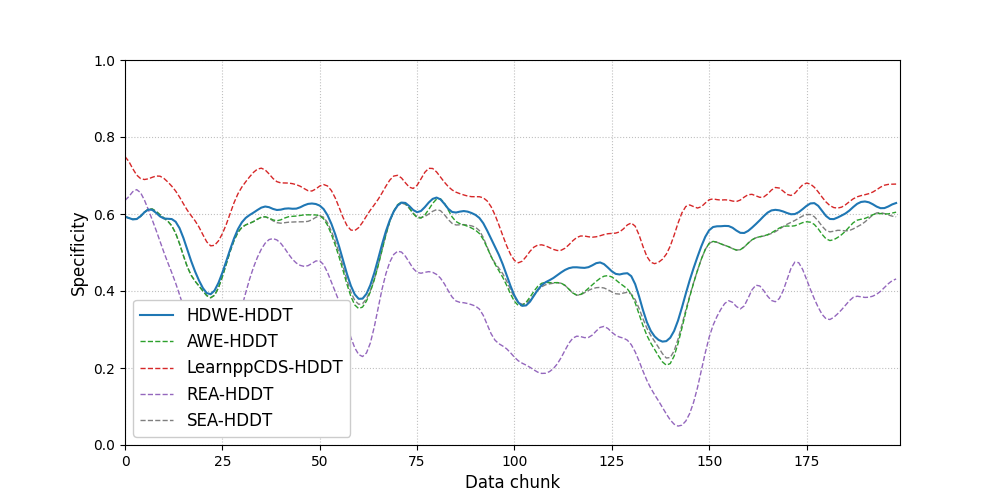 1.0
0.8
0.6
0.4
0.2
0.0
Specificity
HDWE-HDDT
AWE-HDDT
LearnppCDS-HDDT
REA-HDDT
SEA-HDDT
0 25 50 75 100 125 150 175
Data chunk